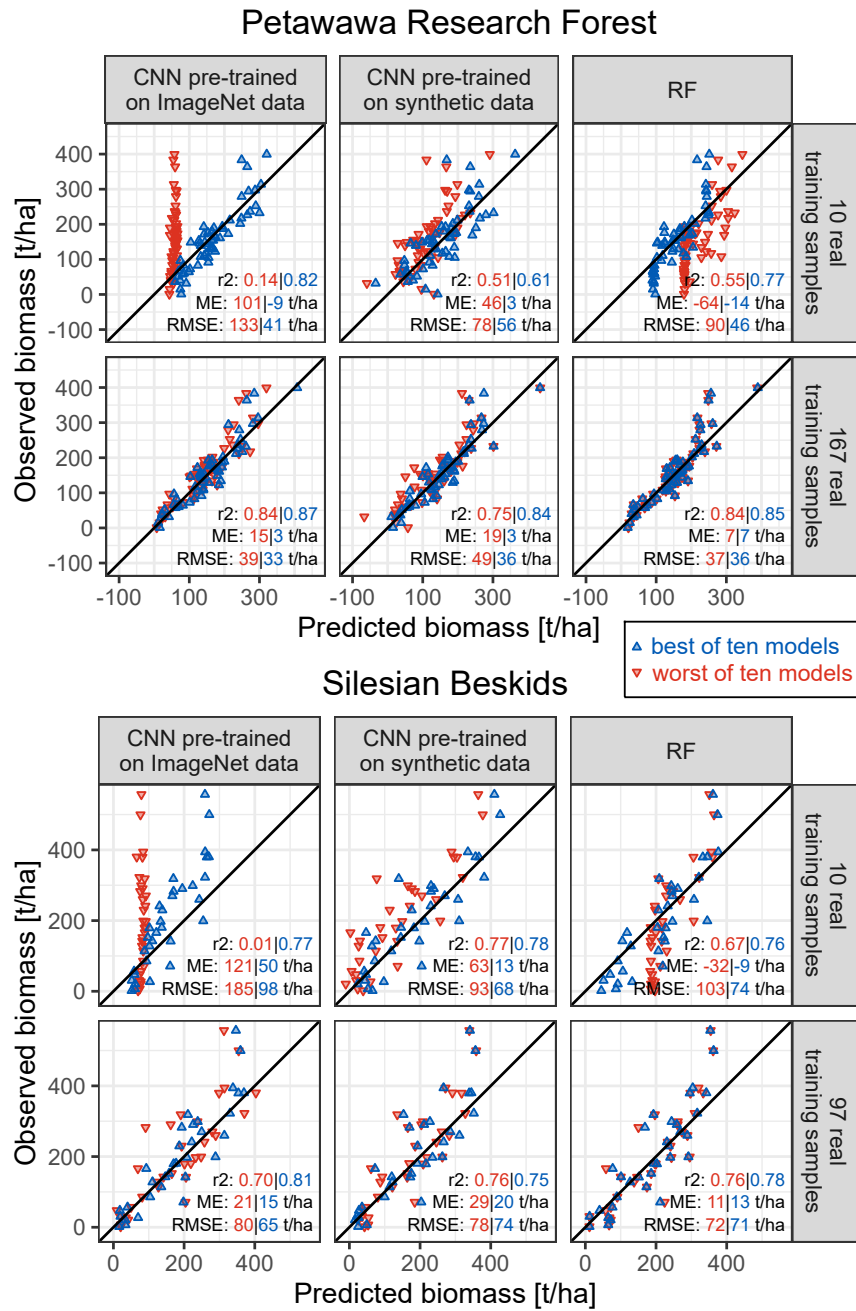 Petawawa Research Forest
CNN pre-trained
on ImageNet data
CNN pre-trained
on synthetic data
RF
400
300
200
100
0
-100
r2: 0.14|0.82
ME: 101|-9 t/ha
RMSE: 133|41 t/ha
r2: 0.51|0.61
ME: 46|3 t/ha
RMSE: 78|56 t/ha
r2: 0.55|0.77
ME: -64|-14 t/ha
RMSE: 90|46 t/ha
10 real
training samples
Observed biomass [t/ha]
400
300
200
100
0
-100
r2: 0.84|0.87
ME: 15|3 t/ha
RMSE: 39|33 t/ha
r2: 0.75|0.84
ME: 19|3 t/ha
RMSE: 49|36 t/ha
r2: 0.84|0.85
ME: 7|7 t/ha
RMSE: 37|36 t/ha
167 real
training samples
-100 100 300
-100 100 300
-100 100 300
Predicted biomass [t/ha]
best of ten models
worst of ten models
Silesian Beskids
CNN pre-trained
on ImageNet data
CNN pre-trained
on synthetic data
RF
400
200
0
r2: 0.01|0.77
ME: 121|50 t/ha
RMSE: 185|98 t/ha
r2: 0.77|0.78
ME: 63|13 t/ha
RMSE: 93|68 t/ha
r2: 0.67|0.76
ME: -32|-9 t/ha
RMSE: 103|74 t/ha
10 real
training samples
Observed biomass [t/ha]
400
200
0
r2: 0.70|0.81
ME: 21|15 t/ha
RMSE: 80|65 t/ha
r2: 0.76|0.75
ME: 29|20 t/ha
RMSE: 78|74 t/ha
r2: 0.76|0.78
ME: 11|13 t/ha
RMSE: 72|71 t/ha
97 real
training samples
0 200 400
0 200 400
0 200 400
Predicted biomass [t/ha]